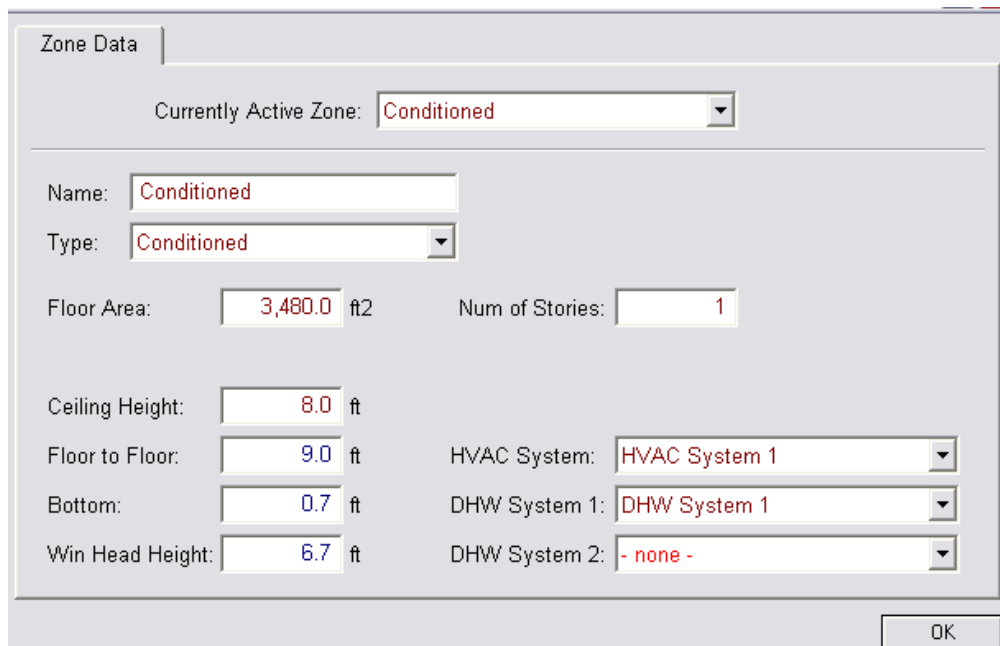 Zone Data
Currently Active Zone: Conditioned
Name: Conditioned
Type: Conditioned
Floor Area: 3,480.0 ft2 Num of Stories: 1
Ceiling Height: 8.0 ft
Floor to Floor: 9.0 ft HVAC System: HVAC System 1
Bottom: 0.7 ft DHW System 1: DHW System 1
Win Head Height: 6.7 ft DHW System 2: - none -
OK